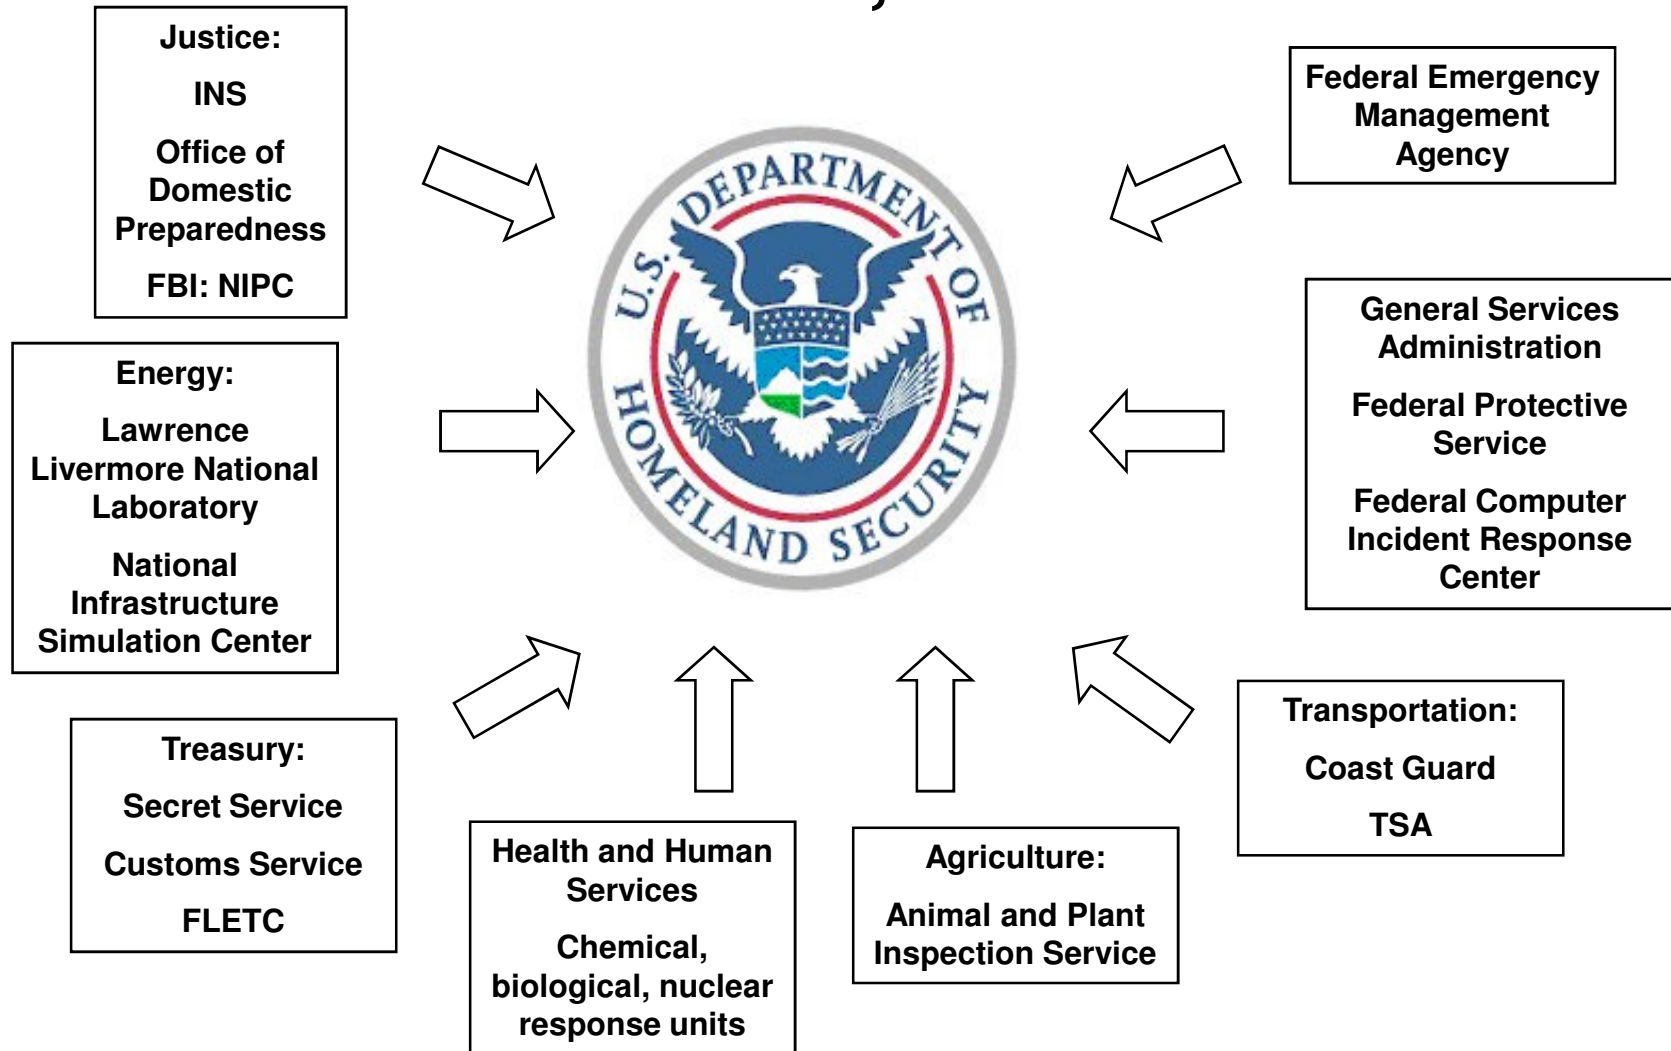 Justice:
INS
Office of
Domestic
Preparedness
FBI: NIPC
Federal Emergency
Management
Agency
U.S. DEPARTMENT OF
HOMELAND SECURITY
General Services
Administration
Federal Protective
Service
Federal Computer
Incident Response
Center
Energy:
Lawrence
Livermore National
Laboratory
National
Infrastructure
Simulation Center
Treasury:
Secret Service
Customs Service
FLETC
Health and Human
Services
Chemical,
biological, nuclear
response units
Agriculture:
Animal and Plant
Inspection Service
Transportation:
Coast Guard
TSA